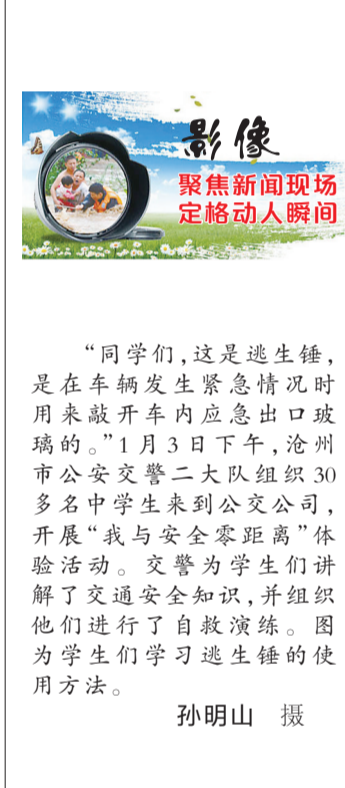 影像
聚焦新闻现场
定格动人瞬间
“同学们，这是逃生锤，
是在车辆发生紧急情况时
用来敲开车内应急出口玻
璃的。”1月3日下午，沧州
市公安交警二大队组织30
多名中学生来到公交公司，
开展“我与安全零距离”体
验活动。交警为学生们讲
解了交通安全知识，并组织
他们进行了自救演练。图
为学生们学习逃生锤的使
用方法。
孙明山 摄